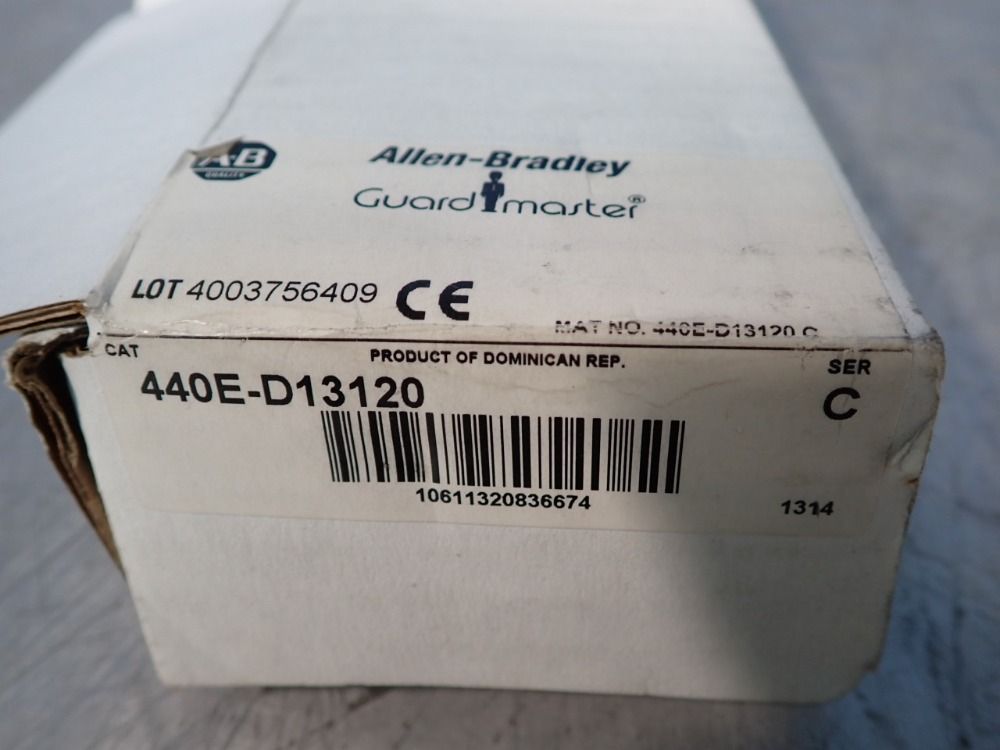 A·B
QUALITY
Allen-Bradley
Guardmaster®
LOT 4003756409 CE
MAT NO. 440E-D13120 C
CAT PRODUCT OF DOMINICAN REP. SER
440E-D13120 C
10611320836674
1314